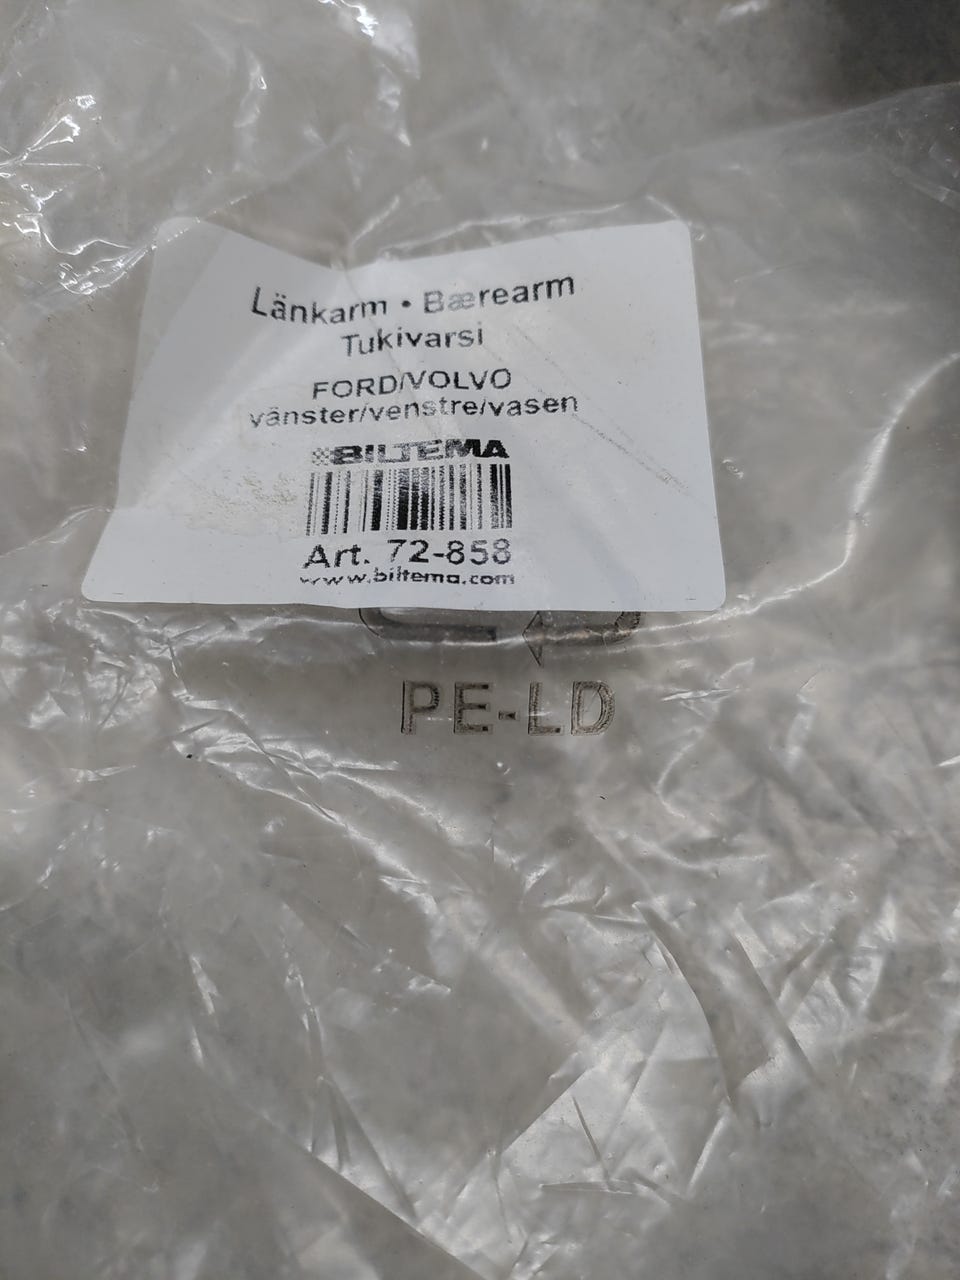 Länkarm • Bærearm
Tukivarsi
FORD/VOLVO
vänster/venstre/vasen
BILTEMA
Art. 72-858
www.biltema.com
PE-LD